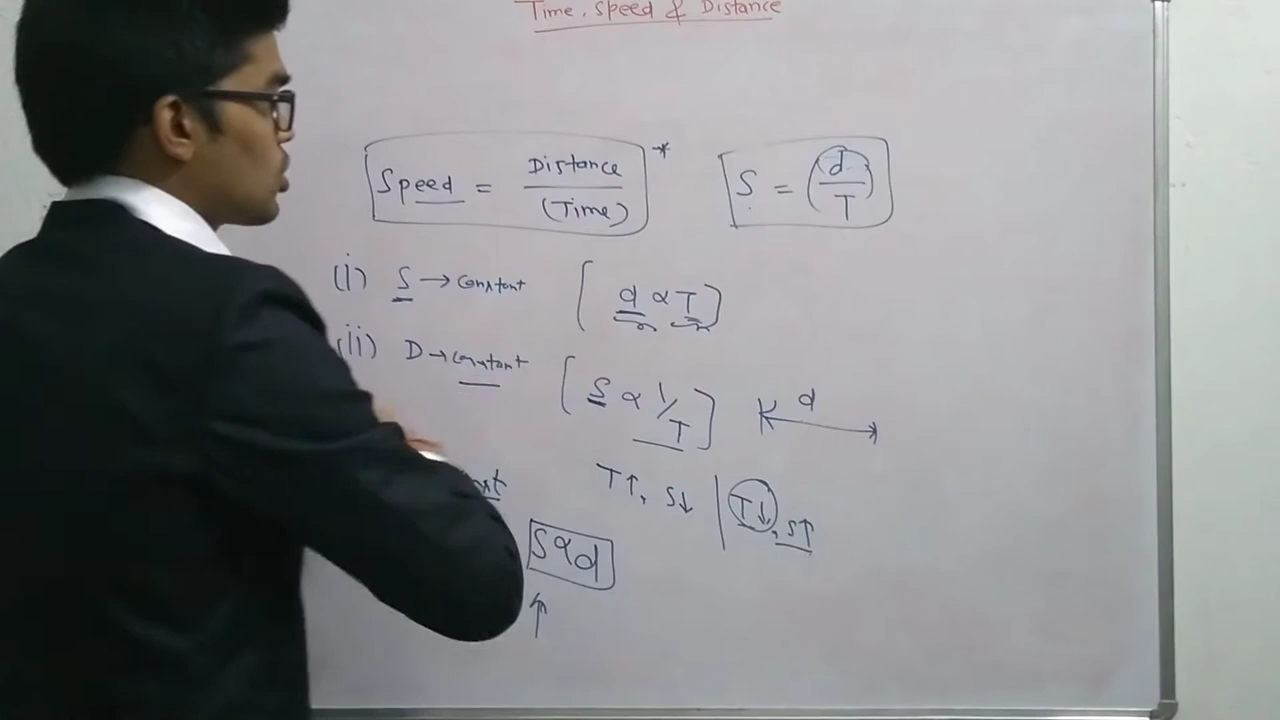 Time, Speed & Distance
Speed = Distance / (Time) *
S = (d / T)
(i) S → constant [d ∝ T]
(ii) D → constant [S ∝ 1/T] d
T↑, S↓ | T↓, S↑
S ∝ d
↑